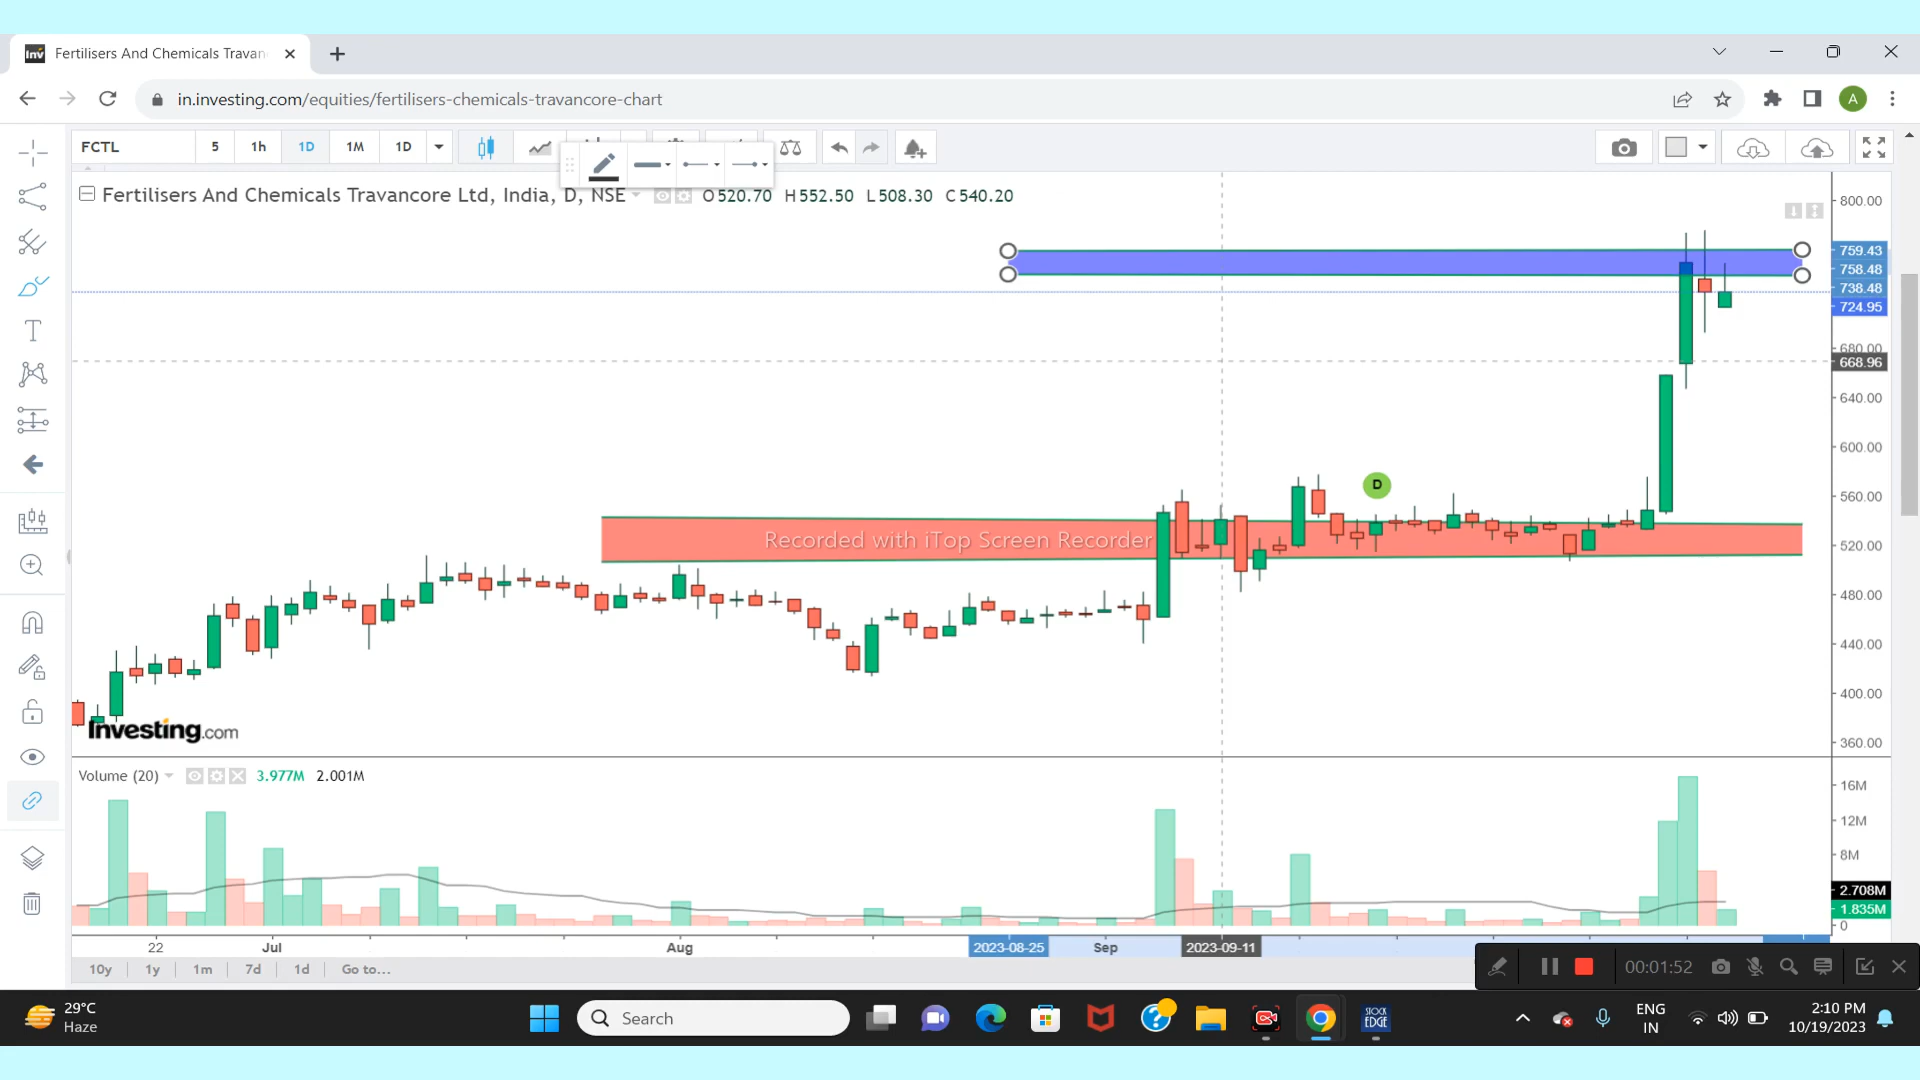 Fertilisers And Chemicals Travan
in.investing.com/equities/fertilisers-chemicals-travancore-chart
A
FCTL 5 1h 1D 1M 1D
Fertilisers And Chemicals Travancore Ltd, India, D, NSE O520.70 H552.50 L508.30 C540.20
800.00
759.43
758.48
738.48
724.95
680.00
668.96
640.00
600.00
560.00
520.00
480.00
440.00
400.00
360.00
D
Recorded with iTop Screen Recorder
Investing.com
Volume (20) 3.977M 2.001M
16M
12M
8M
2.708M
1.835M
0
22 Jul Aug 2023-08-25 Sep 2023-09-11
10y 1y 1m 7d 1d Go to...
00:01:52
29°C
Haze
Search
STOCK
EDGE
ENG
IN
2:10 PM
10/19/2023